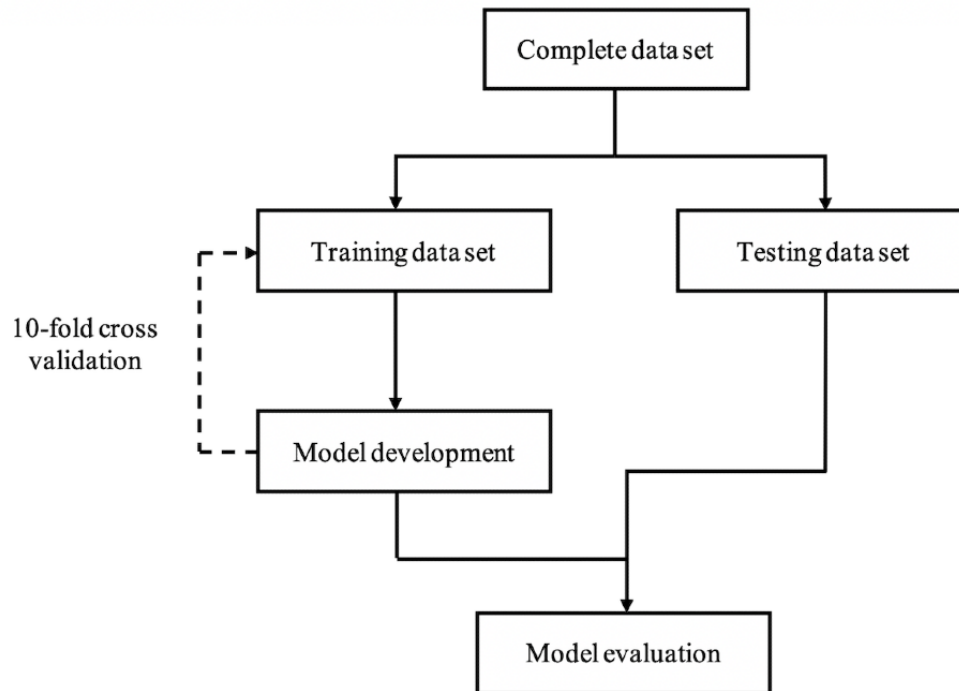 Complete data set
Training data set
Testing data set
10-fold cross
validation
Model development
Model evaluation